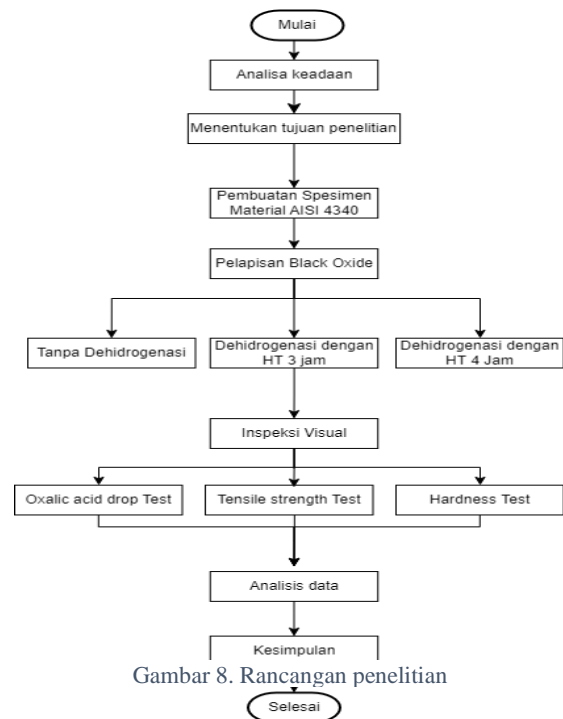 Mulai
Analisa keadaan
Menentukan tujuan penelitian
Pembuatan Spesimen
Material AISI 4340
Pelapisan Black Oxide
Tanpa Dehidrogenasi
Dehidrogenasi dengan
HT 3 jam
Dehidrogenasi dengan
HT 4 Jam
Inspeksi Visual
Oxalic acid drop Test
Tensile strength Test
Hardness Test
Analisis data
Kesimpulan
Gambar 8. Rancangan penelitian
Selesai